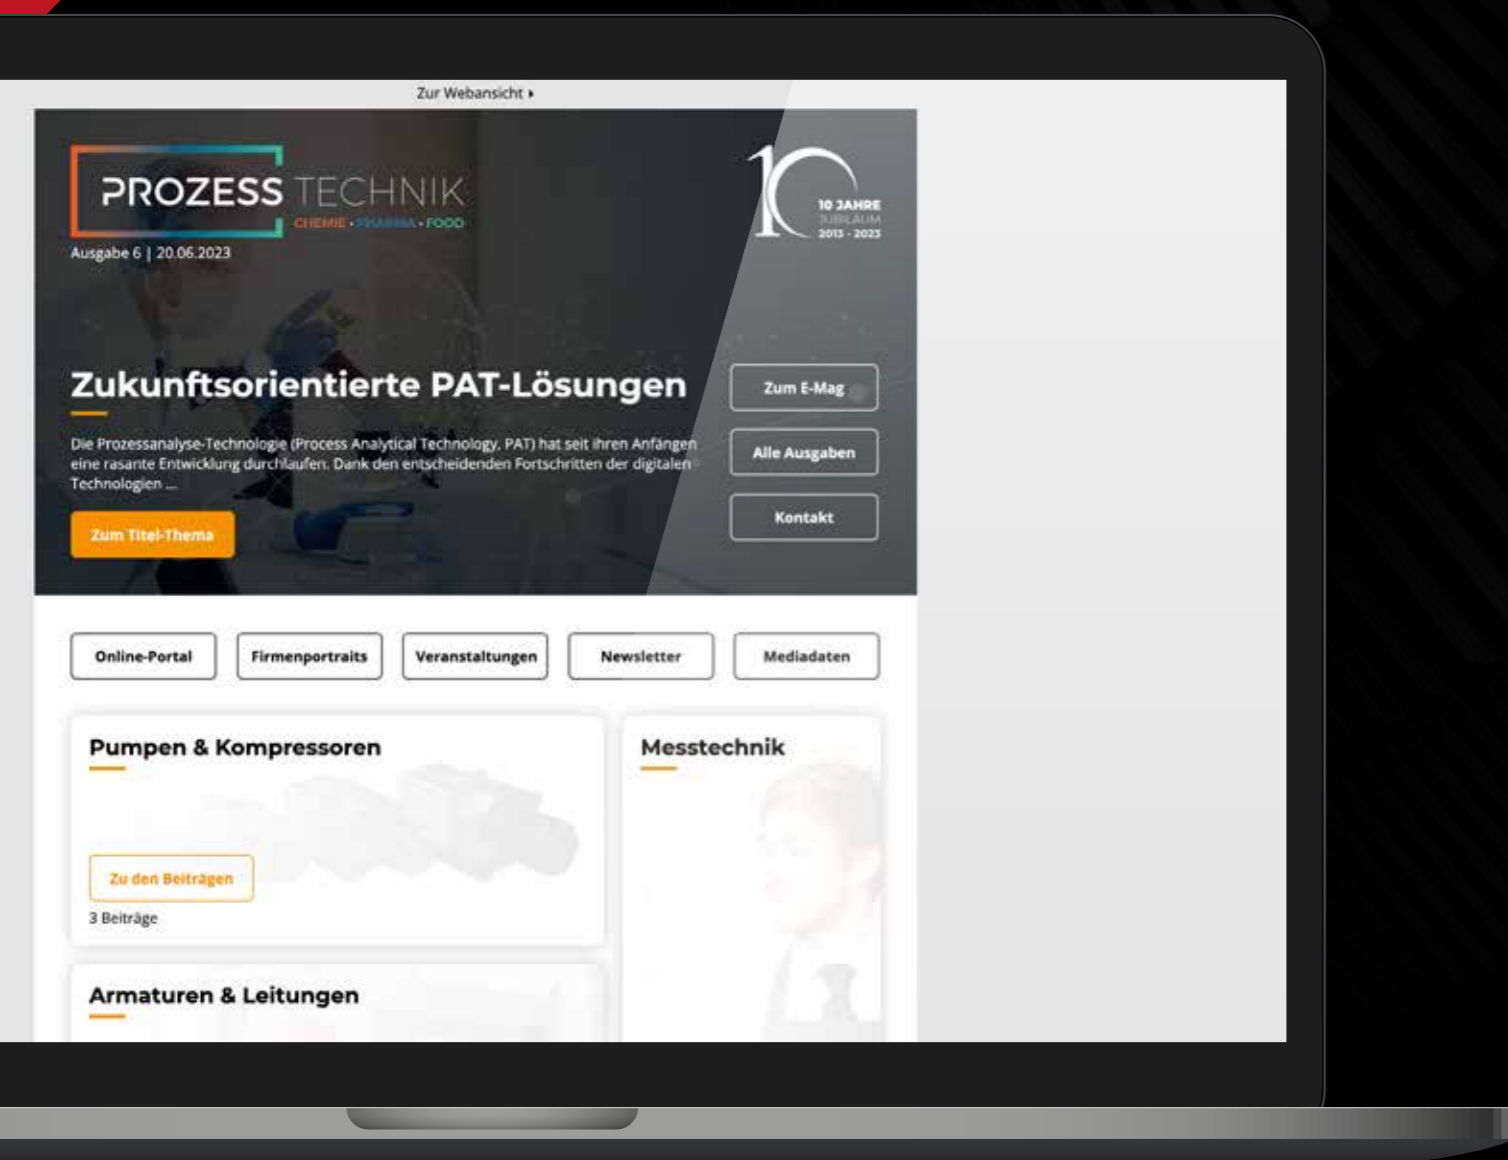 Zur Webansicht
PROZESS TECHNIK
CHEMIE • PHARMA • FOOD
10
10 JAHRE
JUBILÄUM
2013 - 2023
Ausgabe 6 | 20.06.2023
Zukunftsorientierte PAT-Lösungen
Die Prozessanalyse-Technologie (Process Analytical Technology, PAT) hat seit ihren Anfängen
eine rasante Entwicklung durchlaufen. Dank den entscheidenden Fortschritten der digitalen
Technologien ...
Zum Titel-Thema
Zum E-Mag
Alle Ausgaben
Kontakt
Online-Portal
Firmenportraits
Veranstaltungen
Newsletter
Mediadaten
Pumpen & Kompressoren
Zu den Beiträgen
3 Beiträge
Messtechnik
Armaturen & Leitungen